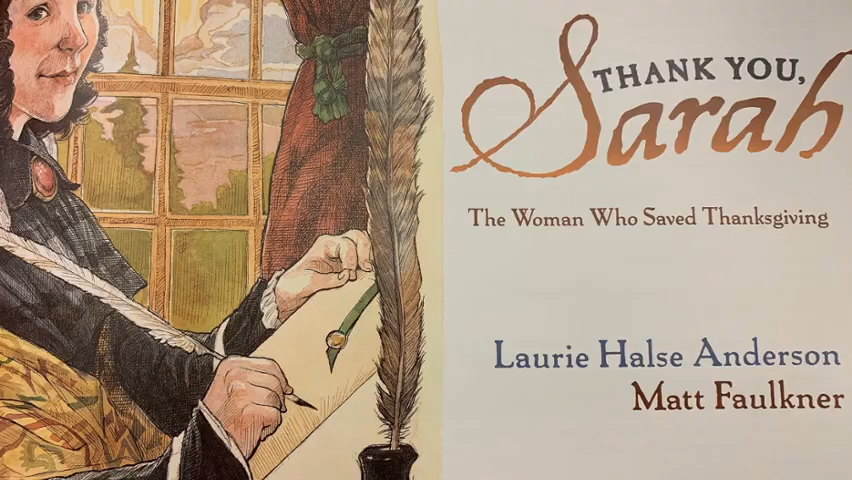 THANK YOU,
Sarah
The Woman Who Saved Thanksgiving
Laurie Halse Anderson
Matt Faulkner